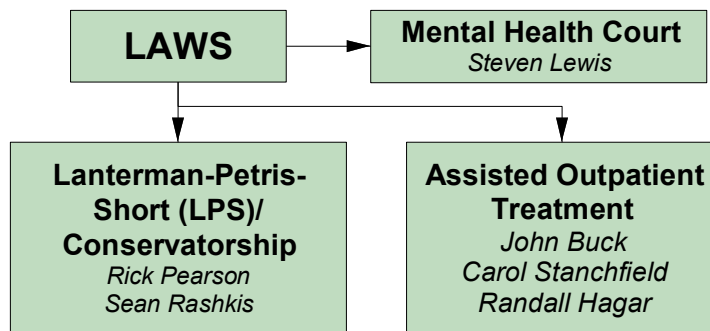 LAWS
Mental Health Court
Steven Lewis
Lanterman-Petris-
Short (LPS)/
Conservatorship
Rick Pearson
Sean Rashkis
Assisted Outpatient
Treatment
John Buck
Carol Stanchfield
Randall Hagar